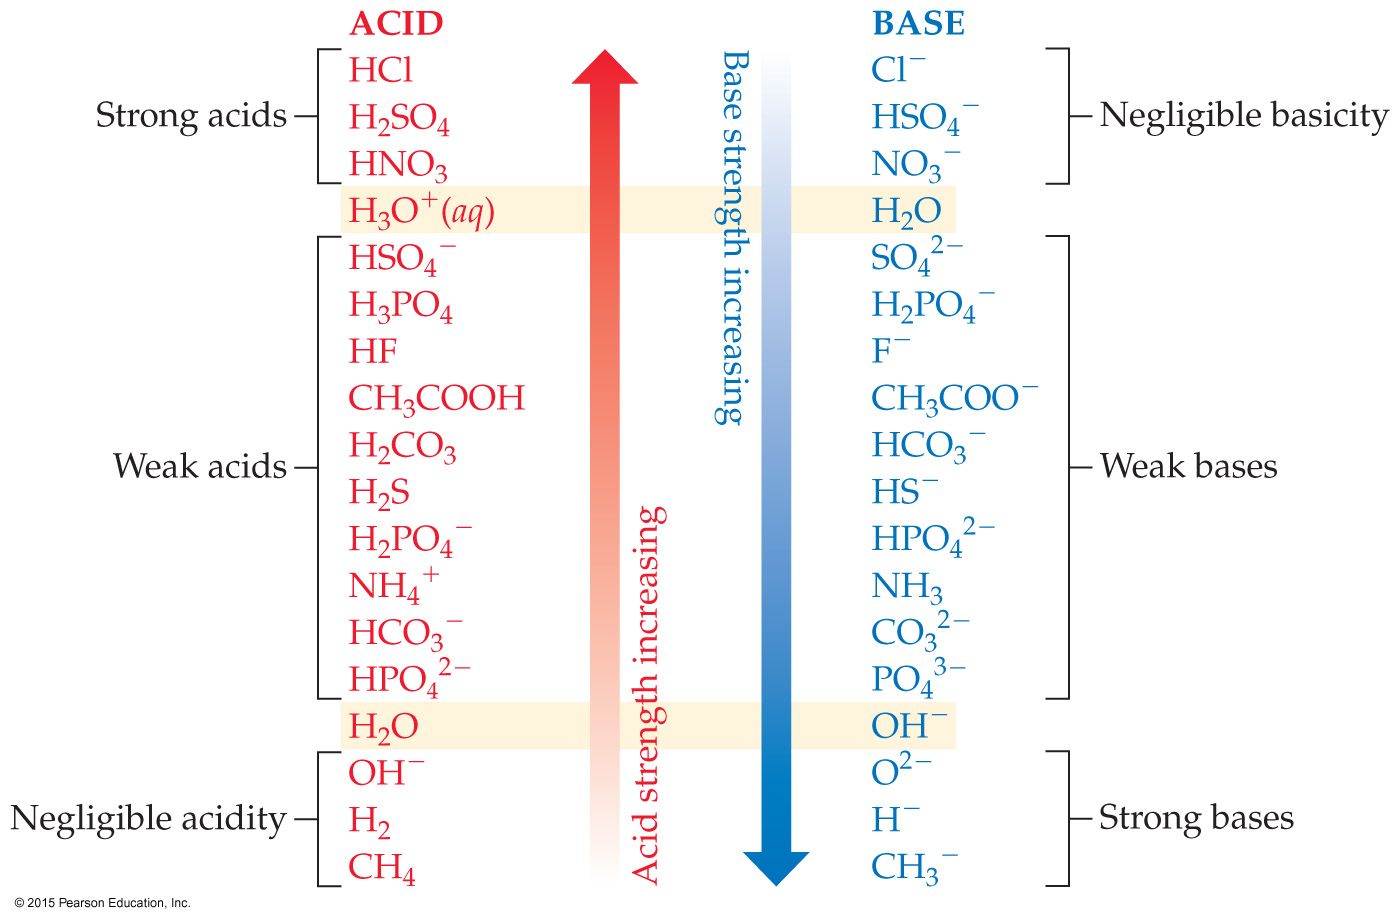 ACID BASE
HCl Cl⁻
Strong acids H₂SO₄ HSO₄⁻ Negligible basicity
HNO₃ NO₃⁻
H₃O⁺(aq) H₂O
HSO₄⁻ SO₄²⁻
H₃PO₄ H₂PO₄⁻
HF F⁻
CH₃COOH CH₃COO⁻
H₂CO₃ HCO₃⁻
Weak acids Weak bases
H₂S HS⁻
H₂PO₄⁻ HPO₄²⁻
NH₄⁺ NH₃
HCO₃⁻ CO₃²⁻
HPO₄²⁻ PO₄³⁻
H₂O OH⁻
OH⁻ O²⁻
Negligible acidity H₂ H⁻ Strong bases
CH₄ CH₃⁻
Acid strength increasing
Base strength increasing
© 2015 Pearson Education, Inc.